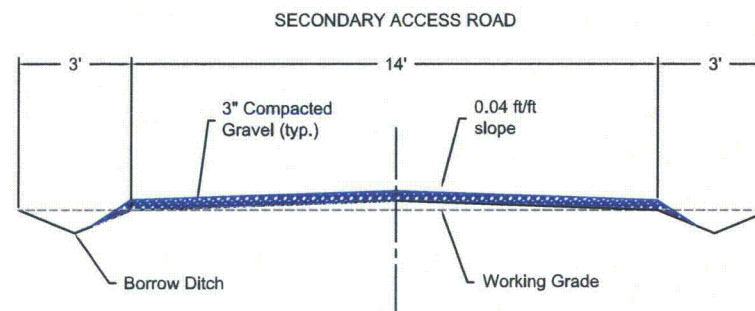 SECONDARY ACCESS ROAD
3'
14'
3'
3" Compacted
Gravel (typ.)
0.04 ft/ft
slope
Borrow Ditch
Working Grade